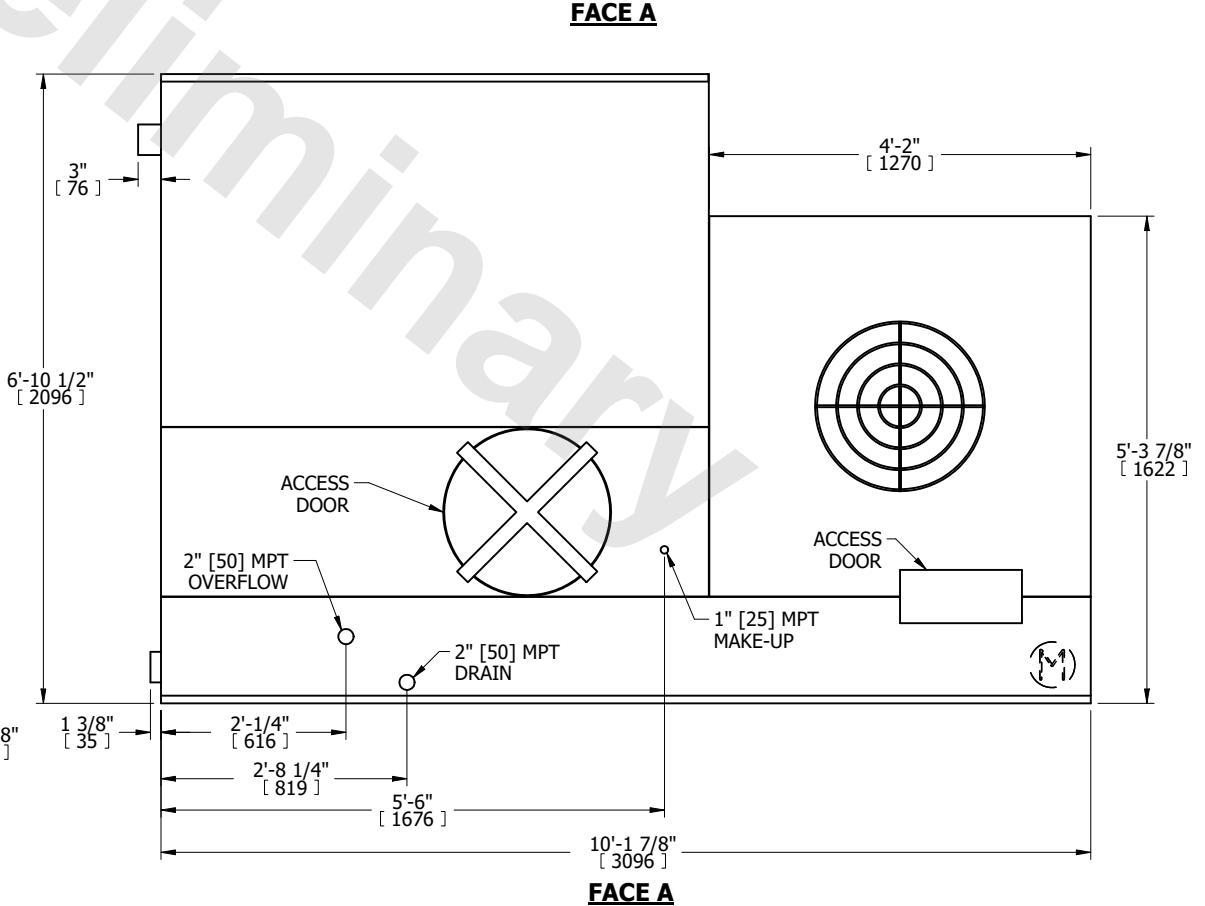 FACE A
4'-2"
[ 1270 ]
3"
[ 76 ]
6'-10 1/2"
[ 2096 ]
5'-3 7/8"
[ 1622 ]
ACCESS
DOOR
ACCESS
DOOR
2" [50] MPT
OVERFLOW
1" [25] MPT
MAKE-UP
2" [50] MPT
DRAIN
M
8"
]
1 3/8"
[ 35 ]
2'-1/4"
[ 616 ]
2'-8 1/4"
[ 819 ]
5'-6"
[ 1676 ]
10'-1 7/8"
[ 3096 ]
FACE A
eliminary